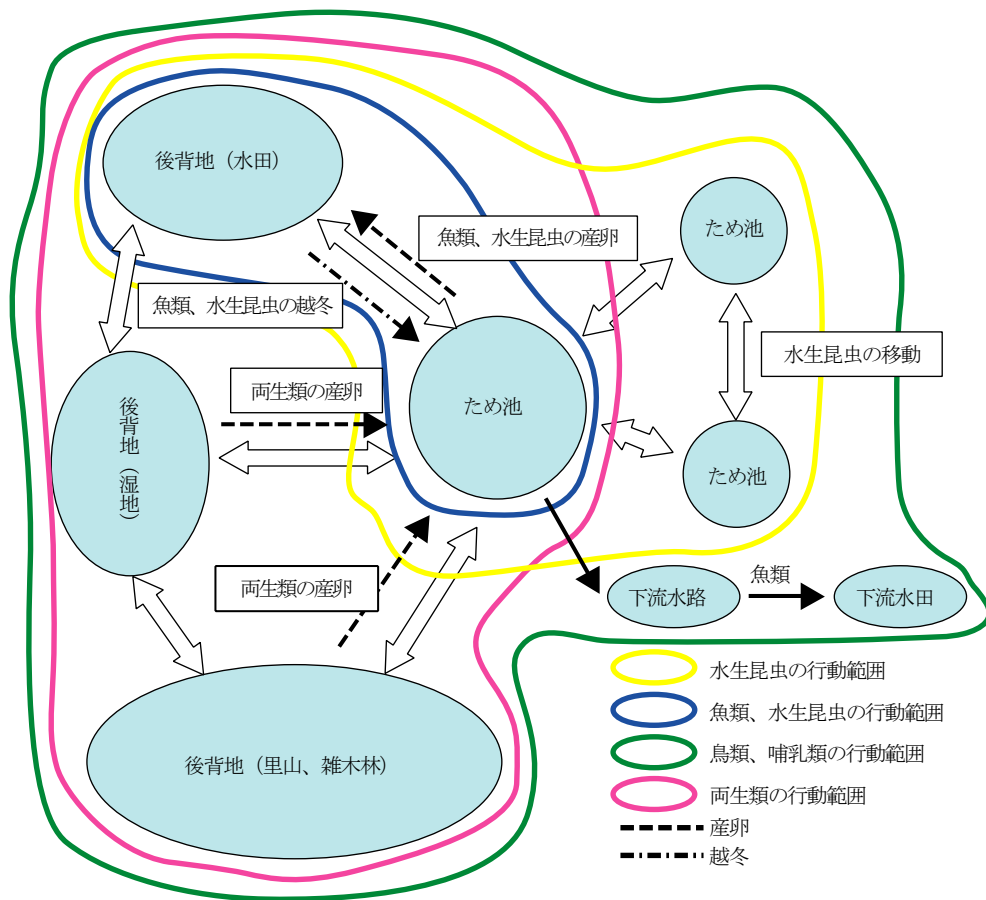 後背地（水田）
ため池
魚類、水生昆虫の産卵
魚類、水生昆虫の越冬
水生昆虫の移動
両生類の産卵
ため池
後背地（湿地）
ため池
両生類の産卵
魚類
下流水路
下流水田
水生昆虫の行動範囲
魚類、水生昆虫の行動範囲
鳥類、哺乳類の行動範囲
後背地（里山、雑木林）
両生類の行動範囲
産卵
越冬